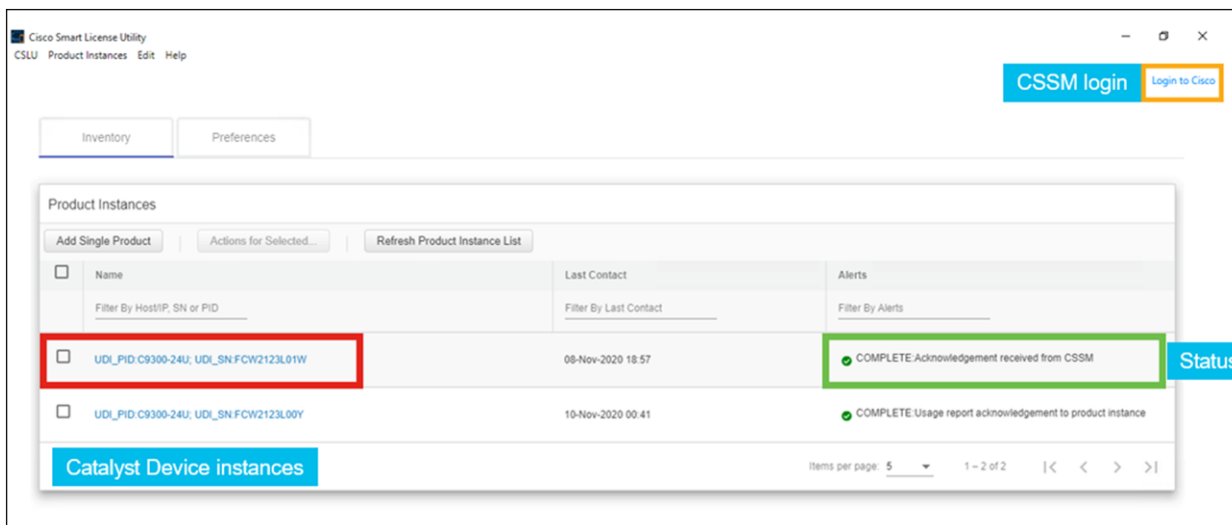 Cisco Smart License Utility
CSLU Product Instances Edit Help
CSSM login
Login to Cisco
Inventory Preferences
Product Instances
Add Single Product Actions for Selected... Refresh Product Instance List
Name Last Contact Alerts
Filter By Host/IP, SN or PID Filter By Last Contact Filter By Alerts
UDI_PID:C9300-24U; UDI_SN:FCW2123L01W 08-Nov-2020 18:57 COMPLETE:Acknowledgement received from CSSM
Status
UDI_PID:C9300-24U; UDI_SN:FCW2123L00Y 10-Nov-2020 00:41 COMPLETE:Usage report acknowledgement to product instance
Catalyst Device instances
Items per page: 5 1 – 2 of 2